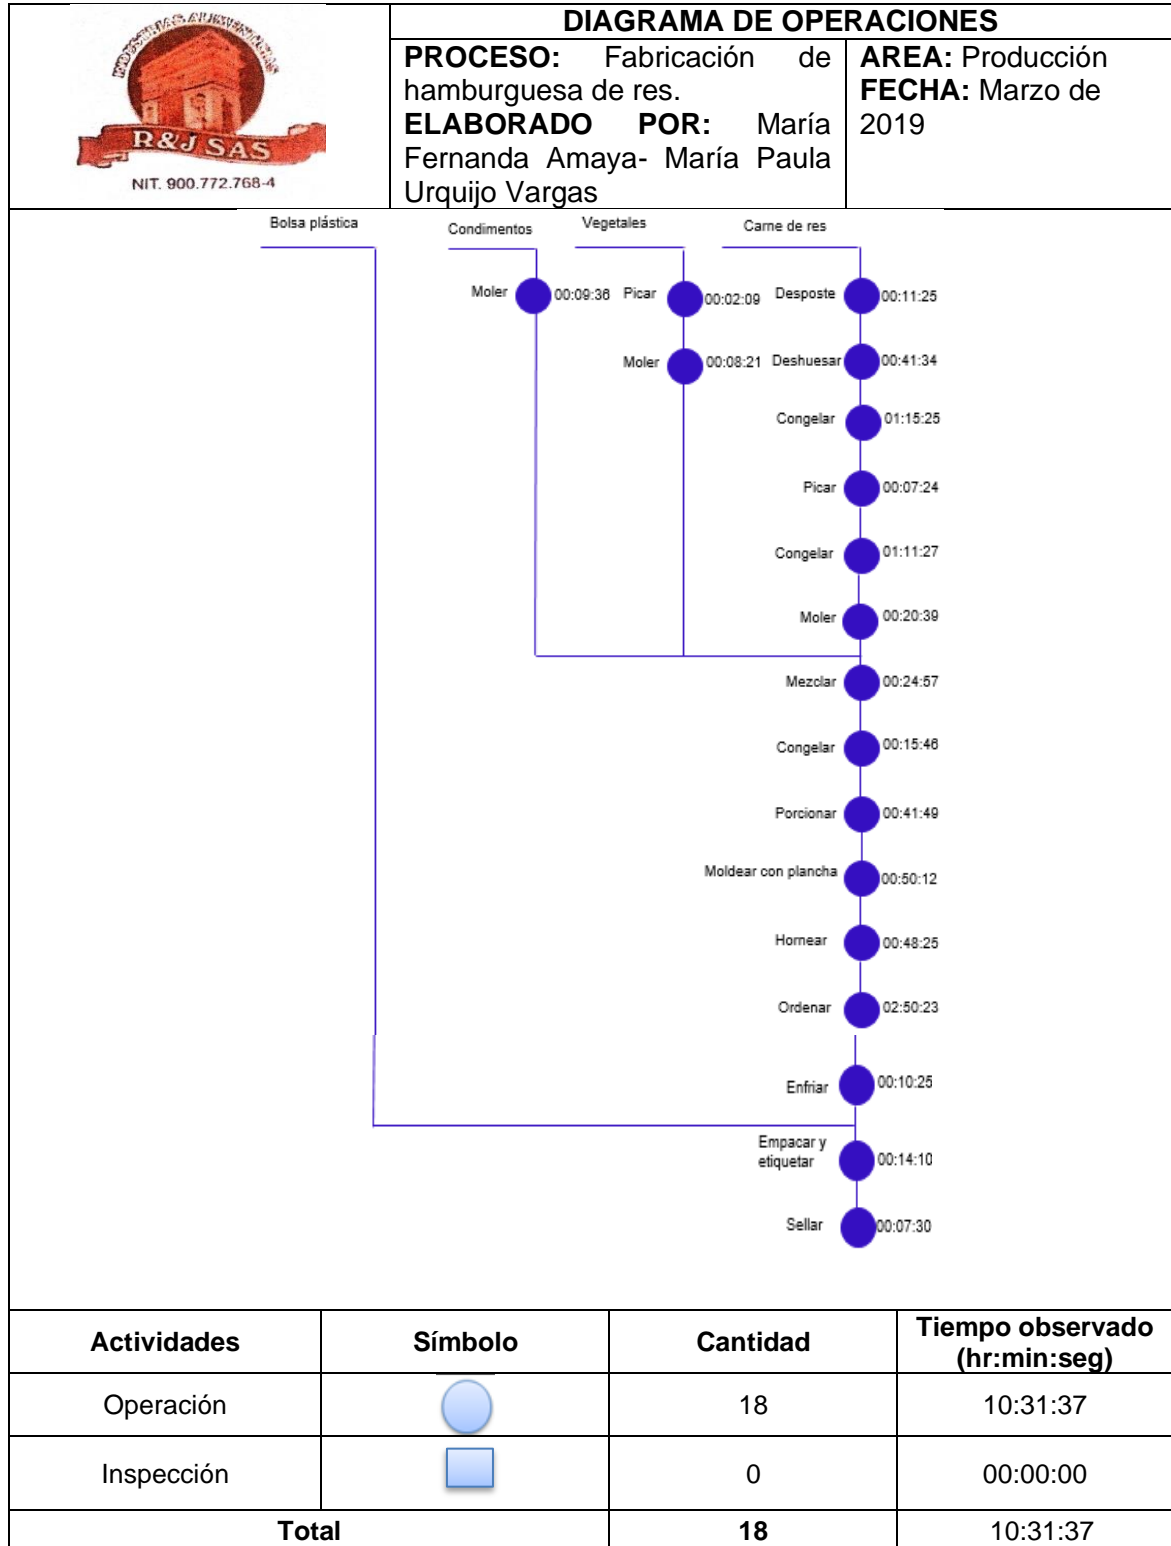 INDUSTRIAS ALIMENTICIAS
R&J SAS
NIT. 900.772.768-4
DIAGRAMA DE OPERACIONES
PROCESO: Fabricación de
hamburguesa de res.
ELABORADO POR: María
Fernanda Amaya- María Paula
Urquijo Vargas
AREA: Producción
FECHA: Marzo de
2019
Bolsa plástica
Condimentos
Vegetales
Carne de res
Moler 00:09:36 Picar 00:02:09 Desposte 00:11:25
Moler 00:08:21 Deshuesar 00:41:34
Congelar 01:15:25
Picar 00:07:24
Congelar 01:11:27
Moler 00:20:39
Mezclar 00:24:57
Congelar 00:15:46
Porcionar 00:41:49
Moldear con plancha 00:50:12
Hornear 00:48:25
Ordenar 02:50:23
Enfriar 00:10:25
Empacar y
etiquetar 00:14:10
Sellar 00:07:30
Actividades Símbolo Cantidad Tiempo observado
(hr:min:seg)
Operación 18 10:31:37
Inspección 0 00:00:00
Total 18 10:31:37